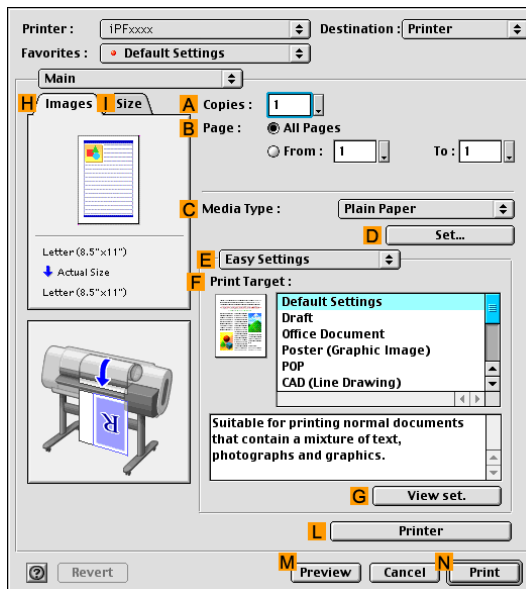 Printer : iPFxxxx Destination : Printer
Favorites : Default Settings
Main
H Images I Size
A Copies : 1
B Page : All Pages
From : 1 To : 1
C Media Type : Plain Paper
D Set...
Letter (8.5"x11")
Actual Size
Letter (8.5"x11")
E Easy Settings
F Print Target :
Default Settings
Draft
Office Document
Poster (Graphic Image)
POP
CAD (Line Drawing)
R
Suitable for printing normal documents
that contain a mixture of text,
photographs and graphics.
G View set.
L Printer
? Revert M Preview Cancel N Print